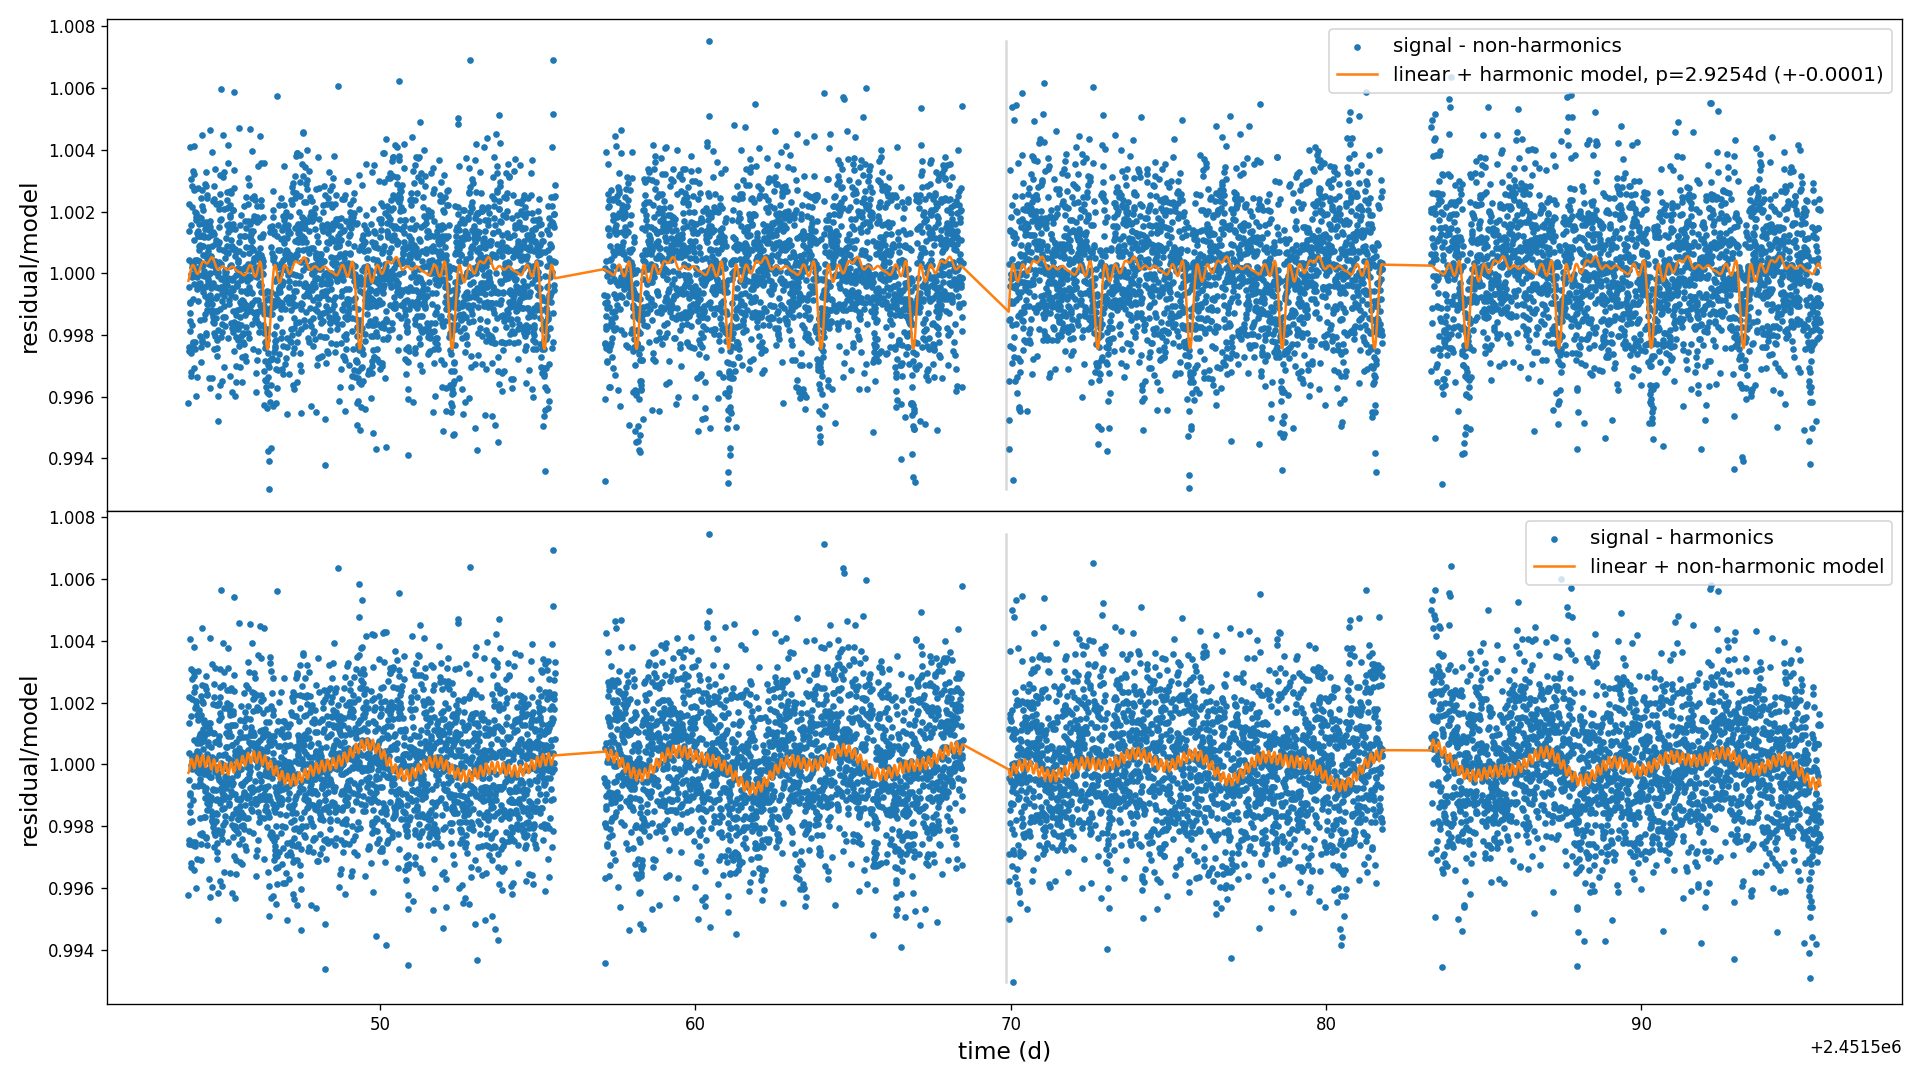 1.008
1.006
1.004
1.002
1.000
0.998
0.996
0.994
residual/model
signal - non-harmonics
linear + harmonic model, p=2.9254d (+-0.0001)
1.008
1.006
1.004
1.002
1.000
0.998
0.996
0.994
residual/model
signal - harmonics
linear + non-harmonic model
50
60
70
80
90
+2.4515e6
time (d)